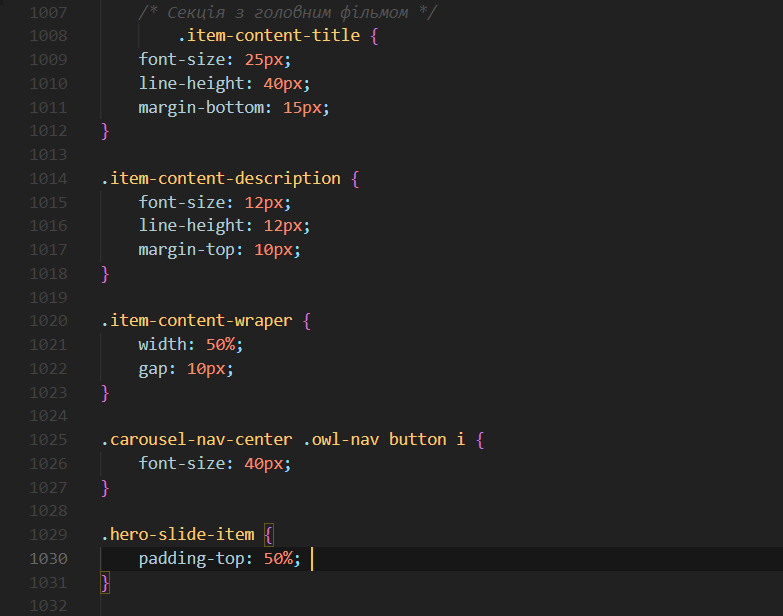 1007 /* Секція з головним фільмом */
1008 .item-content-title {
1009 font-size: 25px;
1010 line-height: 40px;
1011 margin-bottom: 15px;
1012 }
1013
1014 .item-content-description {
1015 font-size: 12px;
1016 line-height: 12px;
1017 margin-top: 10px;
1018 }
1019
1020 .item-content-wraper {
1021 width: 50%;
1022 gap: 10px;
1023 }
1024
1025 .carousel-nav-center .owl-nav button i {
1026 font-size: 40px;
1027 }
1028
1029 .hero-slide-item {
1030 padding-top: 50%;
1031 }
1032